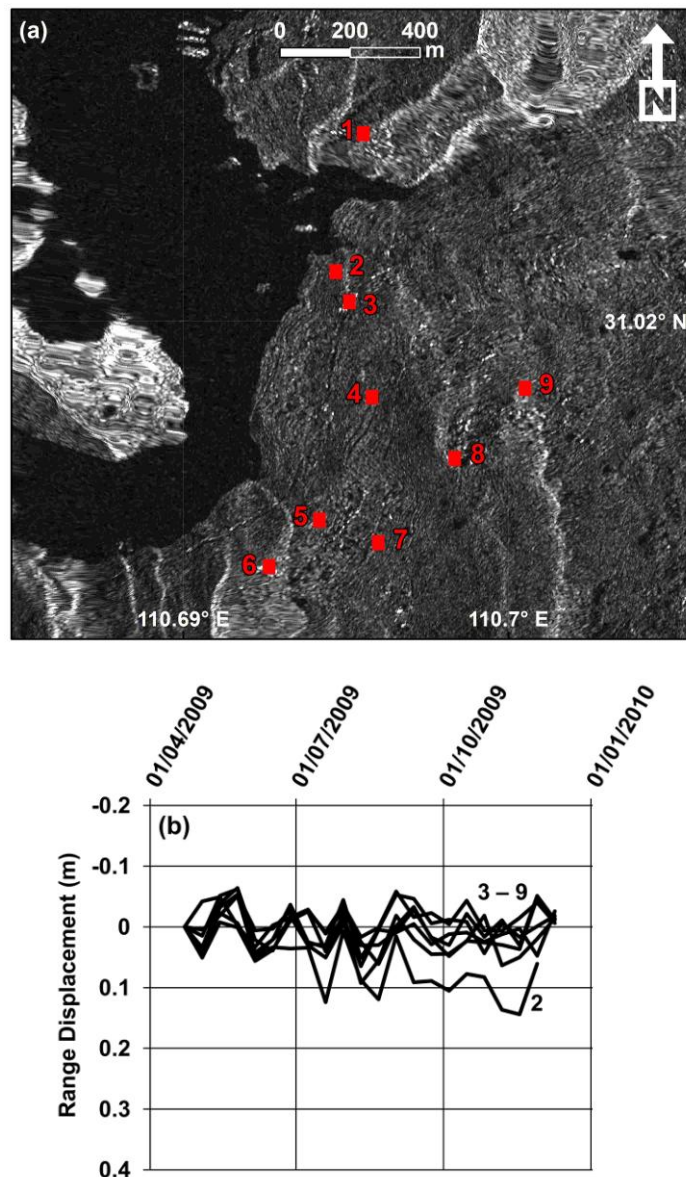 (a)
0 200 400
m
N
1
2
3
31.02° N
4
9
8
5
7
6
110.69° E
110.7° E
01/04/2009
01/07/2009
01/10/2009
01/01/2010
-0.2
(b)
-0.1
3 – 9
0
0.1
2
0.2
0.3
0.4
Range Displacement (m)